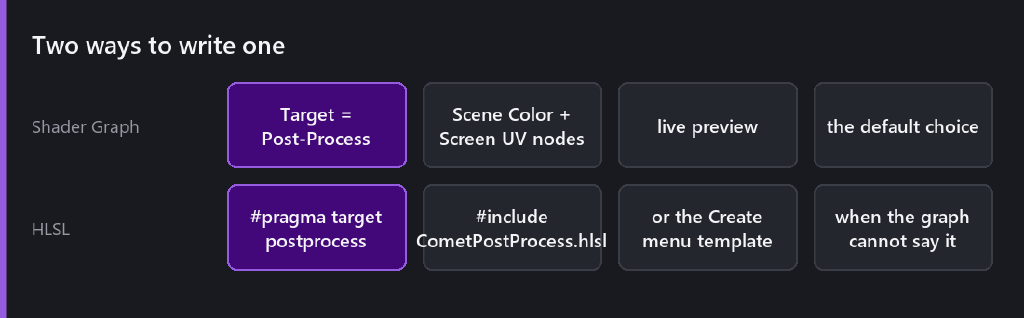 Two ways to write one
Shader Graph
Target =
Post-Process
Scene Color +
Screen UV nodes
live preview
the default choice
HLSL
#pragma target
postprocess
#include
CometPostProcess.hlsl
or the Create
menu template
when the graph
cannot say it